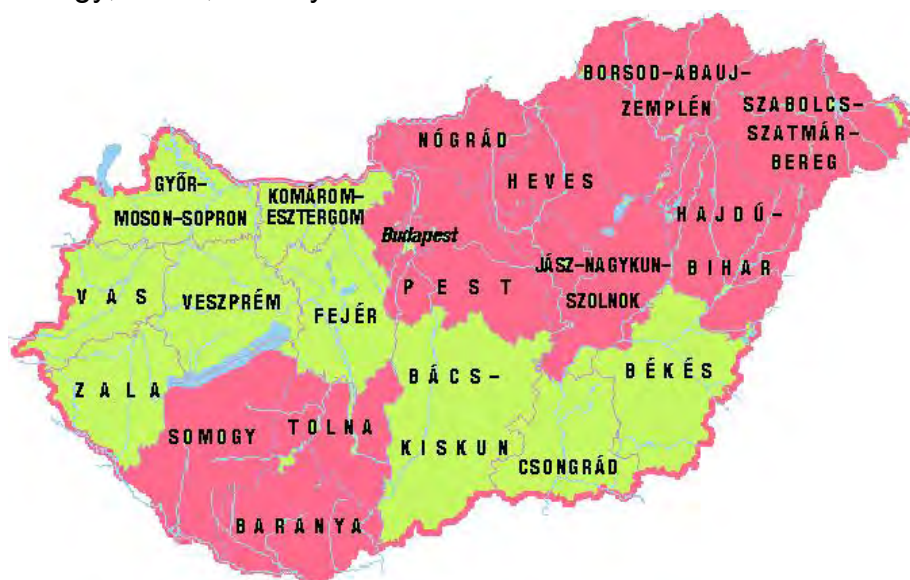 BORSOD-ABAUJ-
ZEMPLÉN
SZABOLCS-
SZATMÁR-
BEREG
NÓGRÁD
HEVES
GYŐR-
MOSON-SOPRON
KOMÁROM-
ESZTERGOM
HAJDÚ-
BIHAR
Budapest
JÁSZ-NAGYKUN-
SZOLNOK
PEST
VAS
VESZPRÉM
FEJÉR
ZALA
BÁCS-
KISKUN
BÉKÉS
SOMOGY
TOLNA
CSONGRÁD
BARANYA